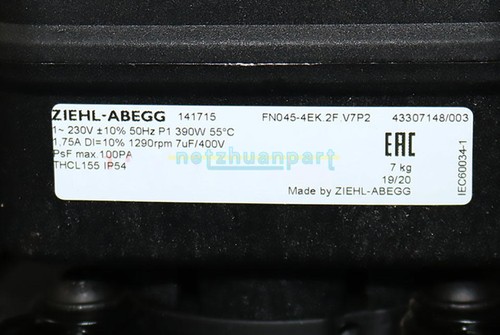 ZIEHL-ABEGG 141715 FN045-4EK.2F V7P2 43307148/003
1~ 230V ±10% 50Hz P1 390W 55°C
1.75A DI=10% 1290rpm 7uF/400V
PsF max.100PA
THCL155 IP54
EAC
7 kg
19/20
Made by ZIEHL-ABEGG
IEC60034-1
netzhuanpart